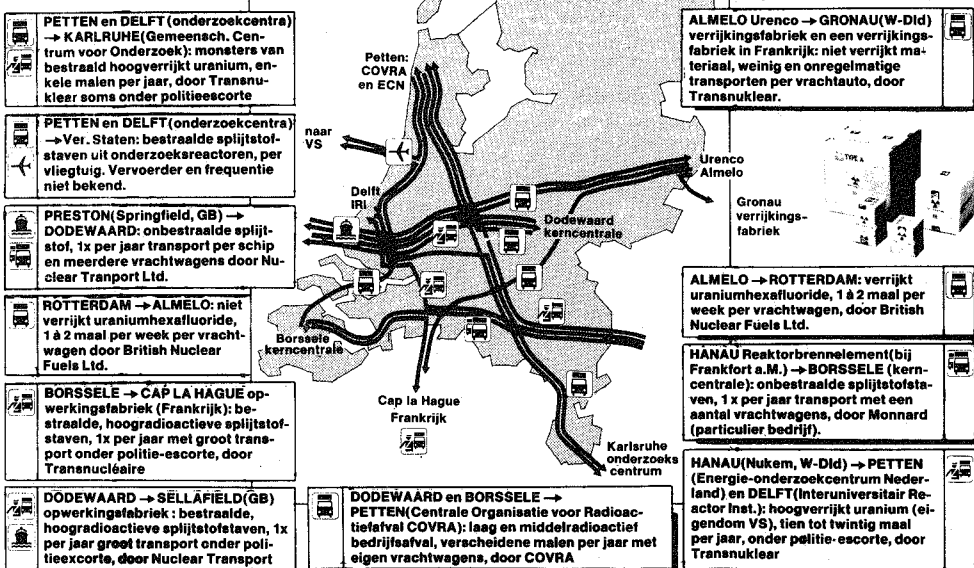 PETTEN en DELFT(onderzoekcentra)
→ KARLRUHE(Gemeensch. Cen-
trum voor Onderzoek): monsters van
bestraald hoogverrijkt uranium, en-
kele malen per jaar, door Transnu-
klear soms onder politieescorte
PETTEN en DELFT(onderzoekcentra)
→Ver. Staten: bestraalde splijtstof-
staven uit onderzoeksreactoren, per
vliegtuig. Vervoerder en frequentie
niet bekend.
PRESTON(Springfield, GB) →
DODEWAARD: onbestraalde splijt-
stof, 1x per jaar transport per schip
en meerdere vrachtwagens door Nu-
clear Tranport Ltd.
ROTTERDAM →ALMELO: niet
verrijkt uraniumhexafluoride,
1 à 2 maal per week per vracht-
wagen door British Nuclear
Fuels Ltd.
BORSSELE → CAP LA HAGUE op-
werkingsfabriek (Frankrijk): be-
straalde, hoogradioactieve splijtstof-
staven, 1x per jaar met groot trans-
port onder politie-escorte, door
Transnucléaire
DODEWAARD →SELLAFIELD(GB)
opwerkingsfabriek : bestraalde,
hoogradioactieve splijtstofstaven, 1x
per jaar groot transport onder poli-
tieexcorte, door Nuclear Transport
Petten:
COVRA
en ECN
naar
VS
Delft
IRI
Urenco
Almelo
Gronau
verrijkings-
fabriek
Dodewaard
kerncentrale
Borssele
kerncentrale
Cap la Hague
Frankrijk
Karlsruhe
onderzoeks
centrum
DODEWAARD en BORSSELE →
PETTEN(Centrale Organisatie voor Radioac-
tiefafval COVRA): laag en middelradioactief
bedrijfsafval, verscheidene malen per jaar met
eigen vrachtwagens, door COVRA
ALMELO Urenco → GRONAU(W-Dld)
verrijkingsfabriek en een verrijkings-
fabriek in Frankrijk: niet verrijkt ma-
teriaal, weinig en onregelmatige
transporten per vrachtauto, door
Transnuklear.
TYPE A
ALMELO →ROTTERDAM: verrijkt
uraniumhexafluoride, 1 à 2 maal per
week per vrachtwagen, door British
Nuclear Fuels Ltd.
HANAU Reaktorbrennelement(bij
Frankfort a.M.) →BORSSELE (kern-
centrale): onbestraalde splijtstofsta-
ven, 1 x per jaar transport met een
aantal vrachtwagens, door Monnard
(particulier bedrijf).
HANAU(Nukem, W-Dld) → PETTEN
(Energie-onderzoekcentrum Neder-
land) en DELFT(Interuniversitair Re-
actor Inst.): hoogverrijkt uranium (ei-
gendom VS), tien tot twintig maal
per jaar, onder politie-escorte, door
Transnuklear